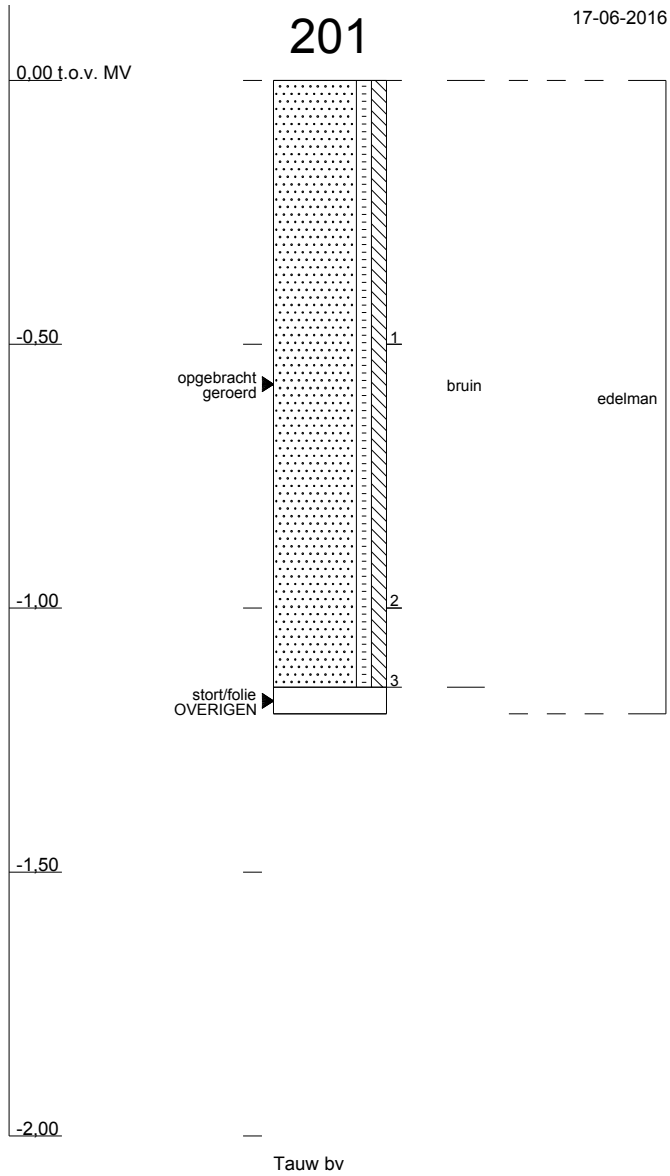 201
17-06-2016
0,00 t.o.v. MV
-0,50
1
opgebracht
geroerd
bruin
edelman
-1,00
2
3
stort/folie
OVERIGEN
-1,50
-2,00
Tauw bv